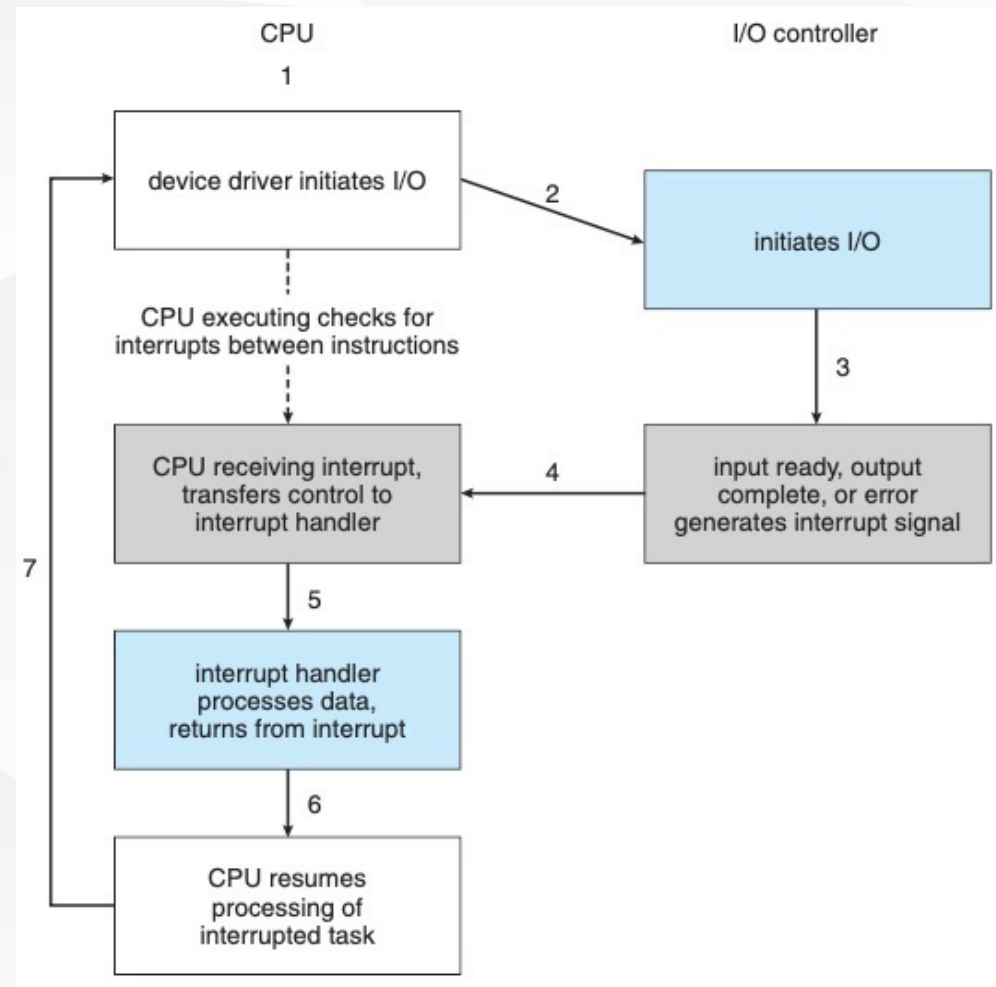 CPU
I/O controller
1
device driver initiates I/O
2
initiates I/O
CPU executing checks for
interrupts between instructions
3
CPU receiving interrupt,
transfers control to
interrupt handler
4
input ready, output
complete, or error
generates interrupt signal
7
5
interrupt handler
processes data,
returns from interrupt
6
CPU resumes
processing of
interrupted task